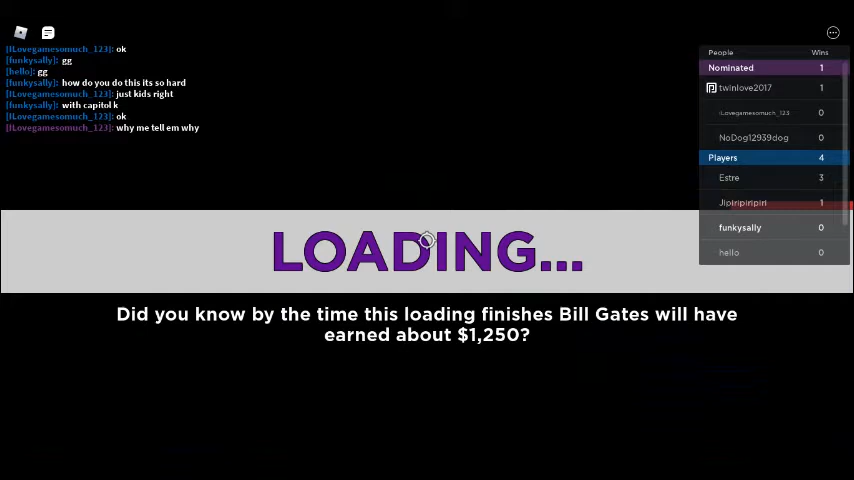 [ILovegamesomuch_123]: ok
[funkysally]: gg
[hello]: gg
[funkysally]: how do you do this its so hard
[ILovegamesomuch_123]: just kids right
[funkysally]: with capitol k
[ILovegamesomuch_123]: ok
[ILovegamesomuch_123]: why me tell em why
People Wins
Nominated 1
twinlove2017 1
ILovegamesomuch_123 0
NoDog12939dog 0
Players 4
Estre 3
Jipiripiripiri 1
funkysally 0
hello 0
LOADING...
Did you know by the time this loading finishes Bill Gates will have
earned about $1,250?